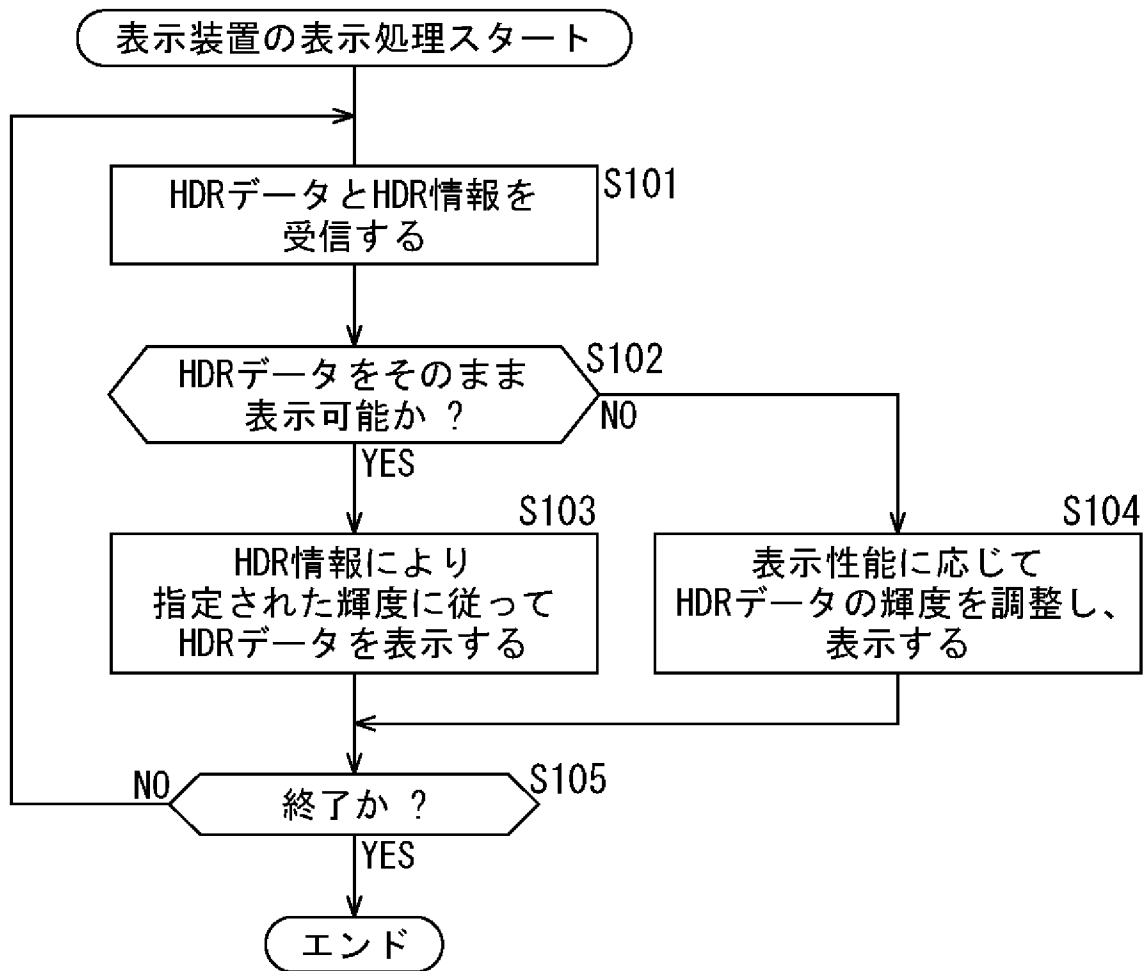 表示装置の表示処理スタート
HDRデータとHDR情報を
受信する
S101
HDRデータをそのまま
表示可能か ?
S102
NO
YES
S103
HDR情報により
指定された輝度に従って
HDRデータを表示する
S104
表示性能に応じて
HDRデータの輝度を調整し、
表示する
NO
終了か ?
S105
YES
エンド